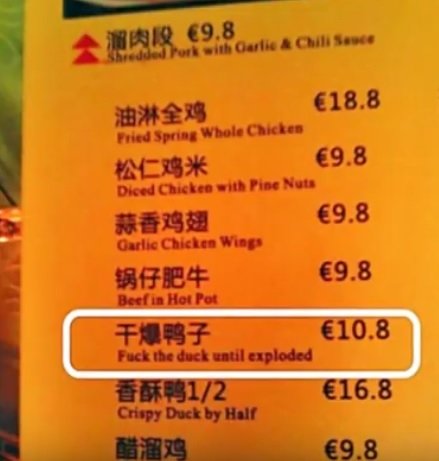 溜肉段 €9.8
Shredded Pork with Garlic & Chili Sauce
油淋全鸡 €18.8
Fried Spring Whole Chicken
松仁鸡米 €9.8
Diced Chicken with Pine Nuts
蒜香鸡翅 €9.8
Garlic Chicken Wings
锅仔肥牛 €9.8
Beef in Hot Pot
干爆鸭子 €10.8
Fuck the duck until exploded
香酥鸭1/2 €16.8
Crispy Duck by Half
醋溜鸡 €9.8